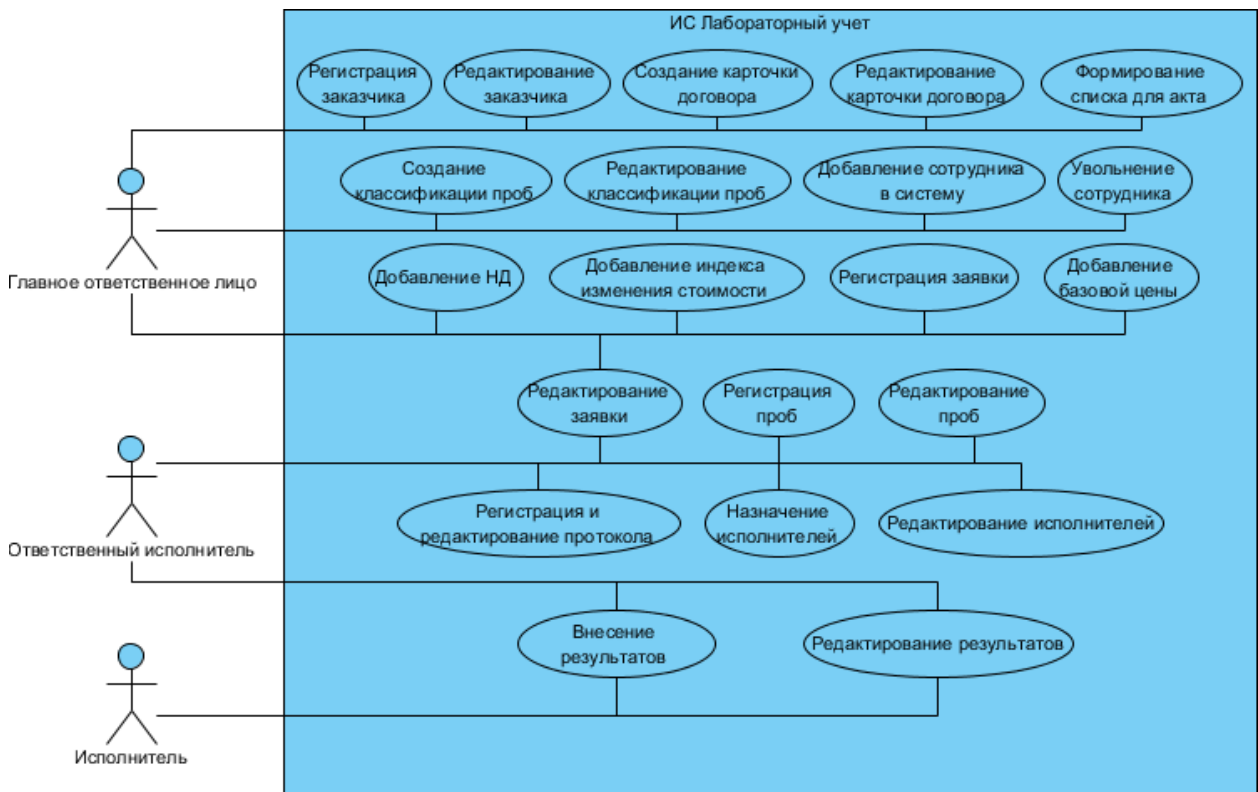 ИС Лабораторный учет
Регистрация
заказчика
Редактирование
заказчика
Создание карточки
договора
Редактирование
карточки договора
Формирование
списка для акта
Создание
классификации проб
Редактирование
классификации проб
Добавление сотрудника
в систему
Увольнение
сотрудника
Главное ответственное лицо
Добавление НД
Добавление индекса
изменения стоимости
Регистрация заявки
Добавление
базовой цены
Редактирование
заявки
Регистрация
проб
Редактирование
проб
Ответственный исполнитель
Регистрация и
редактирование протокола
Назначение
исполнителей
Редактирование исполнителей
Внесение
результатов
Редактирование результатов
Исполнитель